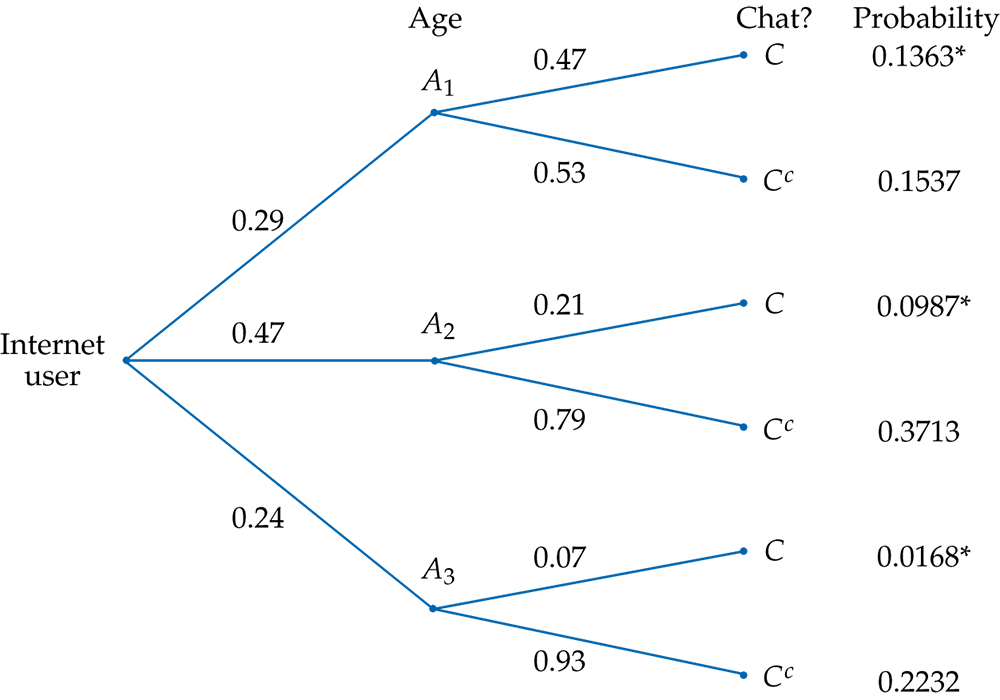 Age Chat? Probability
0.47 C 0.1363*
A₁
0.53 Cᶜ 0.1537
0.29
0.21 C 0.0987*
0.47 A₂
Internet
user
0.79 Cᶜ 0.3713
0.24
0.07 C 0.0168*
A₃
0.93 Cᶜ 0.2232